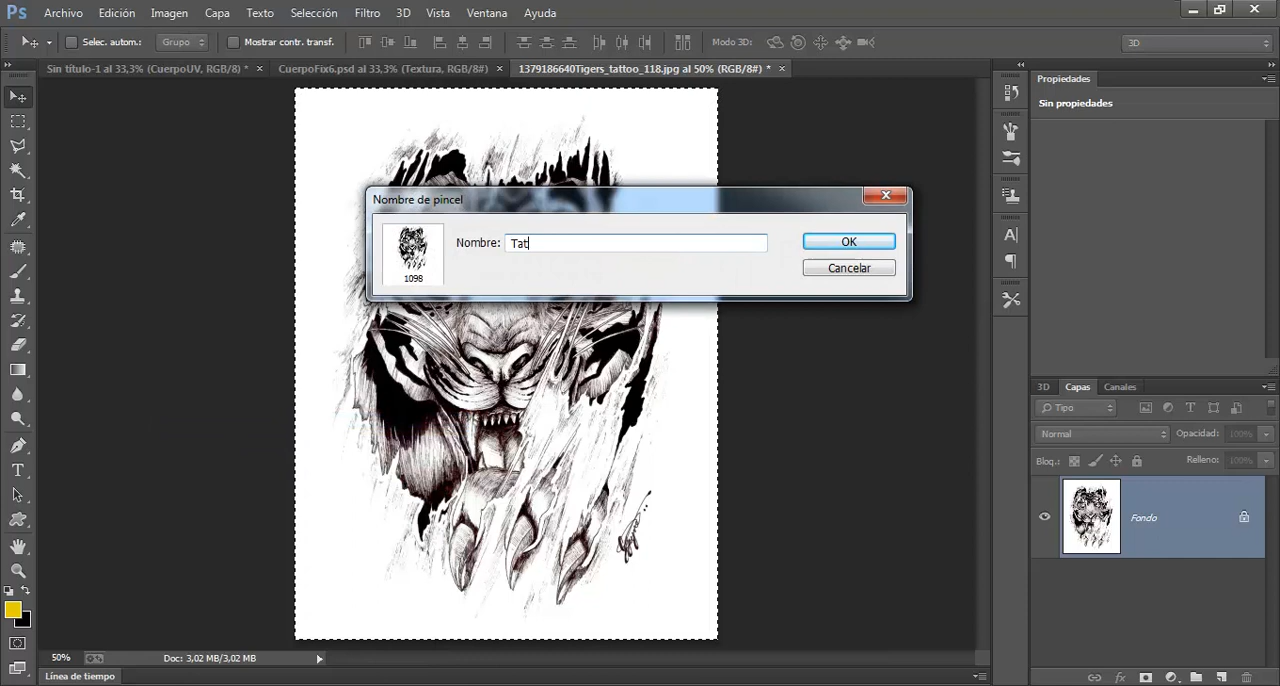 Ps Archivo Edición Imagen Capa Texto Selección Filtro 3D Vista Ventana Ayuda
Selec. autom.: Grupo Mostrar contr. transf. Modo 3D: 3D
Sin título-1 al 33,3% (CuerpoUV, RGB/8) * × CuerpoFix6.psd al 33,3% (Textura, RGB/8#) × 1379186640Tigers_tattoo_118.jpg al 50% (RGB/8#) * ×
Propiedades
Sin propiedades
Nombre de pincel
Nombre: Tat OK
Cancelar
1098
3D Capas Canales
Tipo
Normal Opacidad: 100%
Bloq.: Relleno: 100%
Fondo
50% Doc: 3,02 MB/3,02 MB
Línea de tiempo